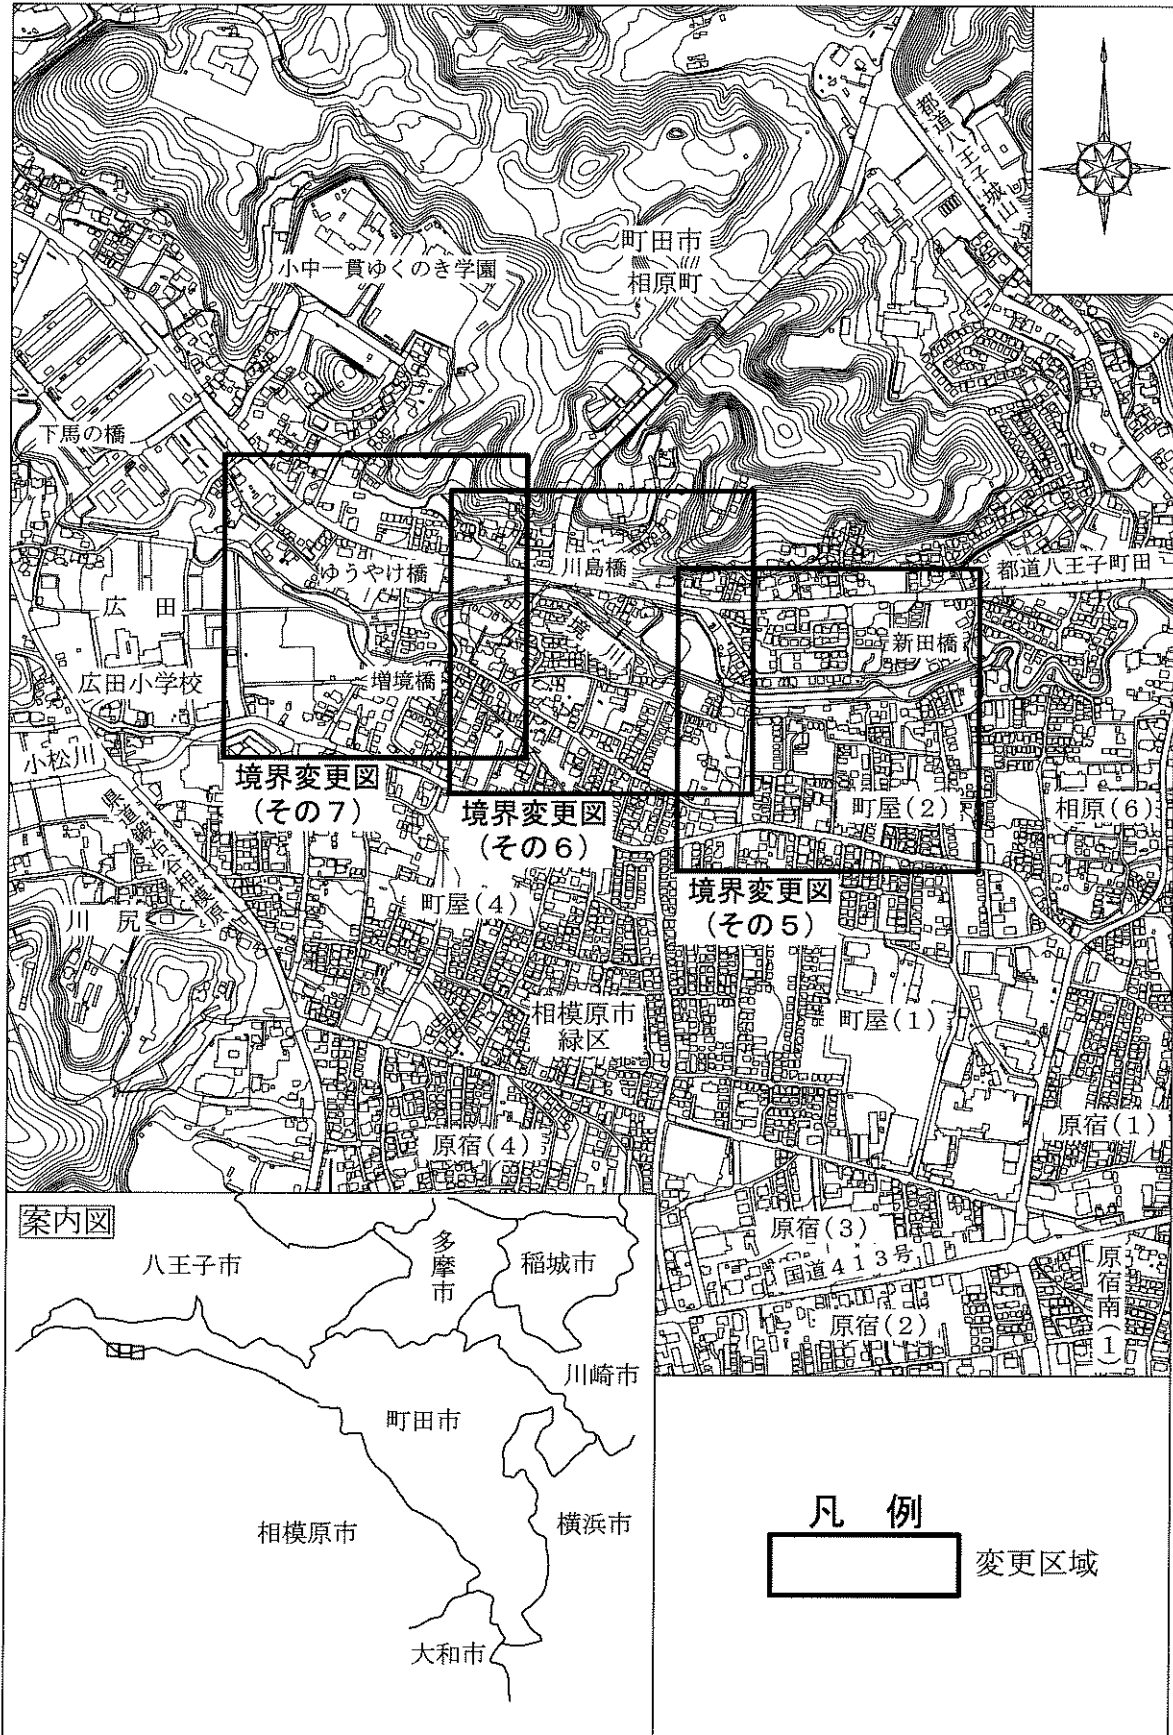 都道八王子城山
町田市
相原町
小中一貫ゆくのき学園
下馬の橋
ゆうやけ橋
川島橋
都道八王子町田
広田
境川
新田橋
広田小学校
増境橋
小松川
境界変更図
(その7)
境界変更図
(その6)
町屋(2)
相原(6)
境界変更図
(その5)
町屋(4)
川尻
相模原市
緑区
町屋(1)
原宿(4)
原宿(1)
原宿(3)
国道413号
原宿(2)
原宿南(1)
案内図
八王子市
多摩市
稲城市
川崎市
町田市
相模原市
横浜市
大和市
凡例
変更区域